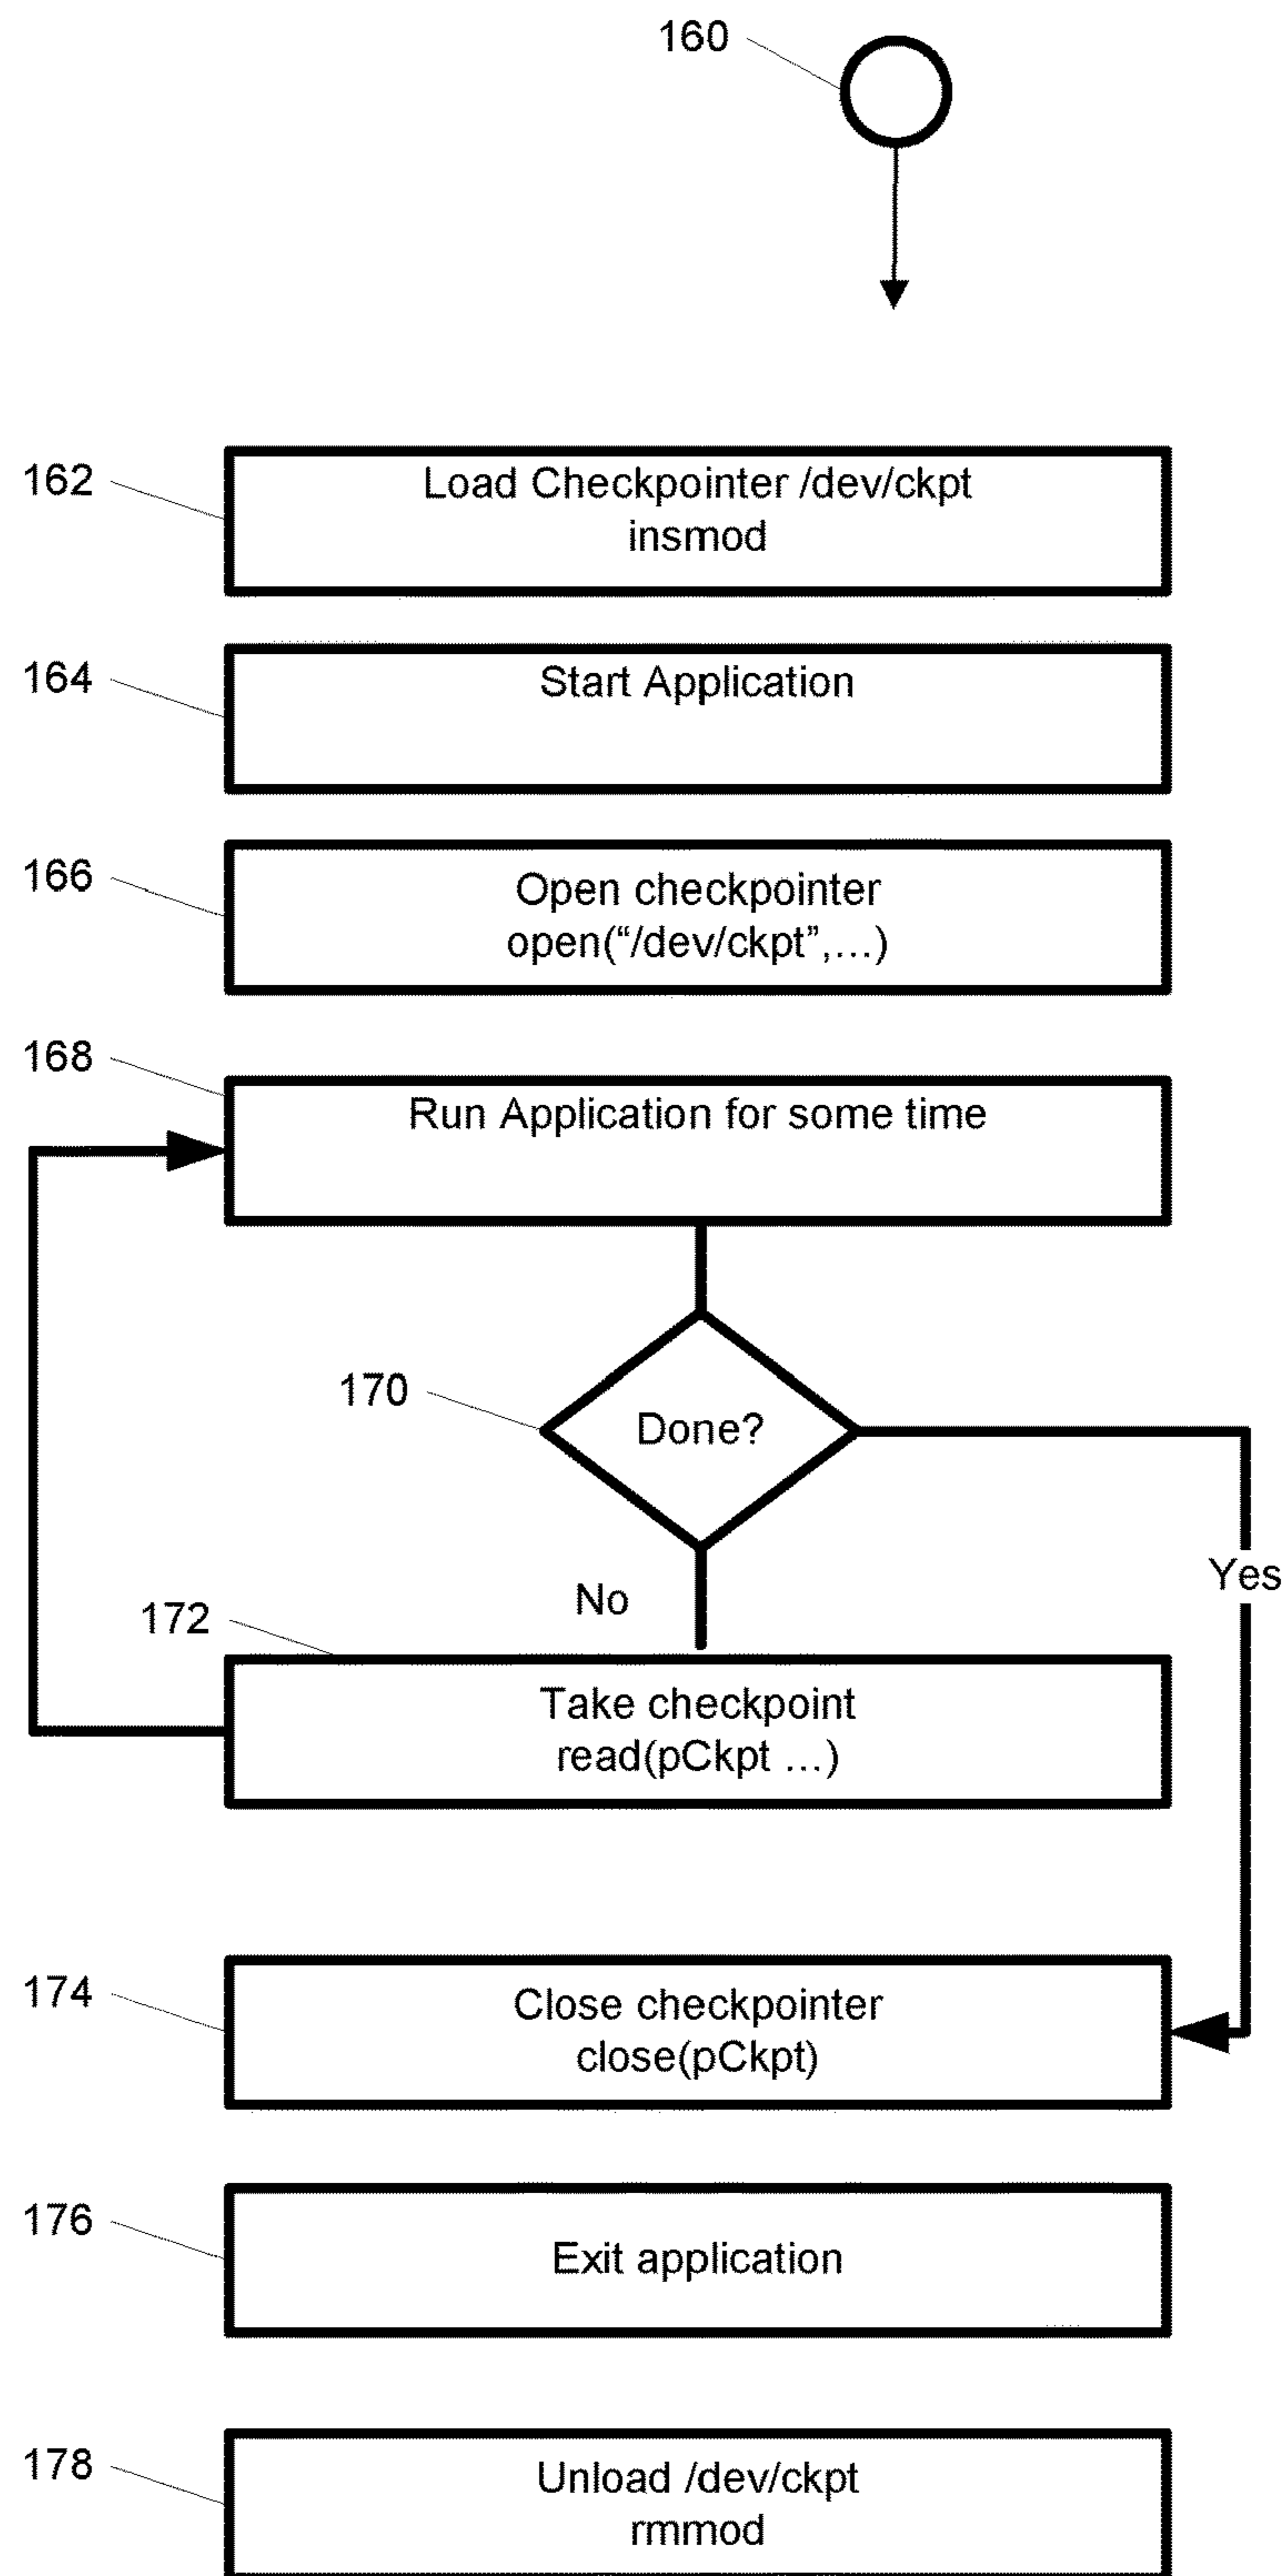 160
162
Load Checkpointer /dev/ckpt
insmod
164
Start Application
166
Open checkpointer
open(“/dev/ckpt”,...)
168
Run Application for some time
170
Done?
Yes
No
172
Take checkpoint
read(pCkpt ...)
174
Close checkpointer
close(pCkpt)
176
Exit application
178
Unload /dev/ckpt
rmmod